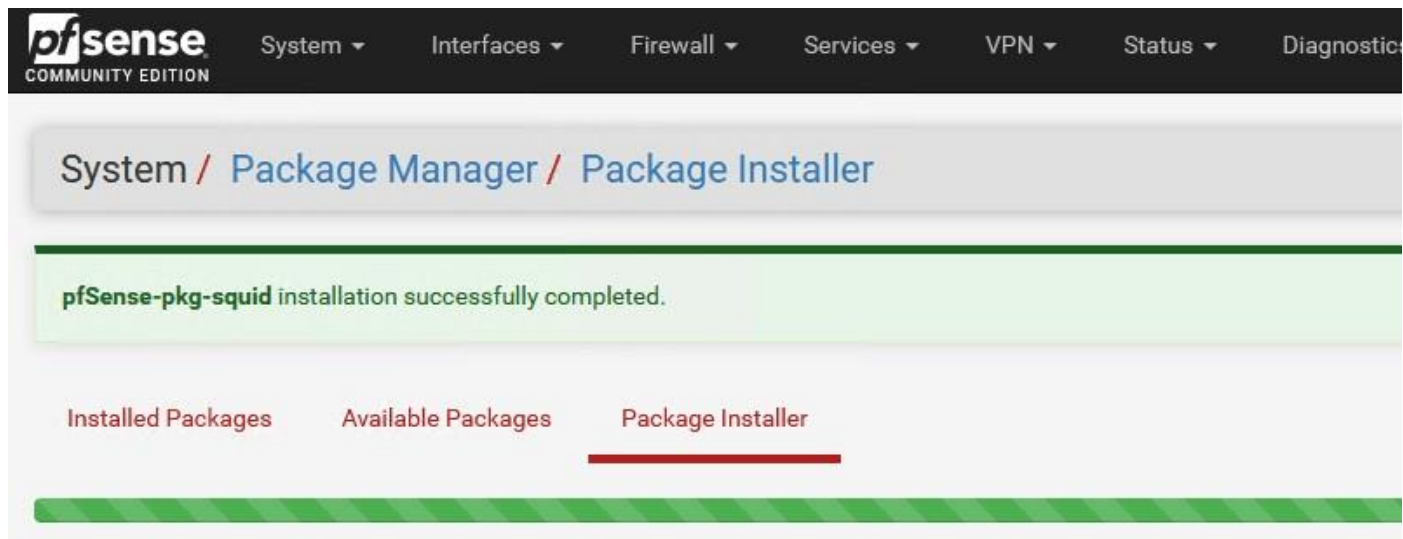 pfsense System Interfaces Firewall Services VPN Status Diagnostics
COMMUNITY EDITION
System / Package Manager / Package Installer
pfSense-pkg-squid installation successfully completed.
Installed Packages Available Packages Package Installer